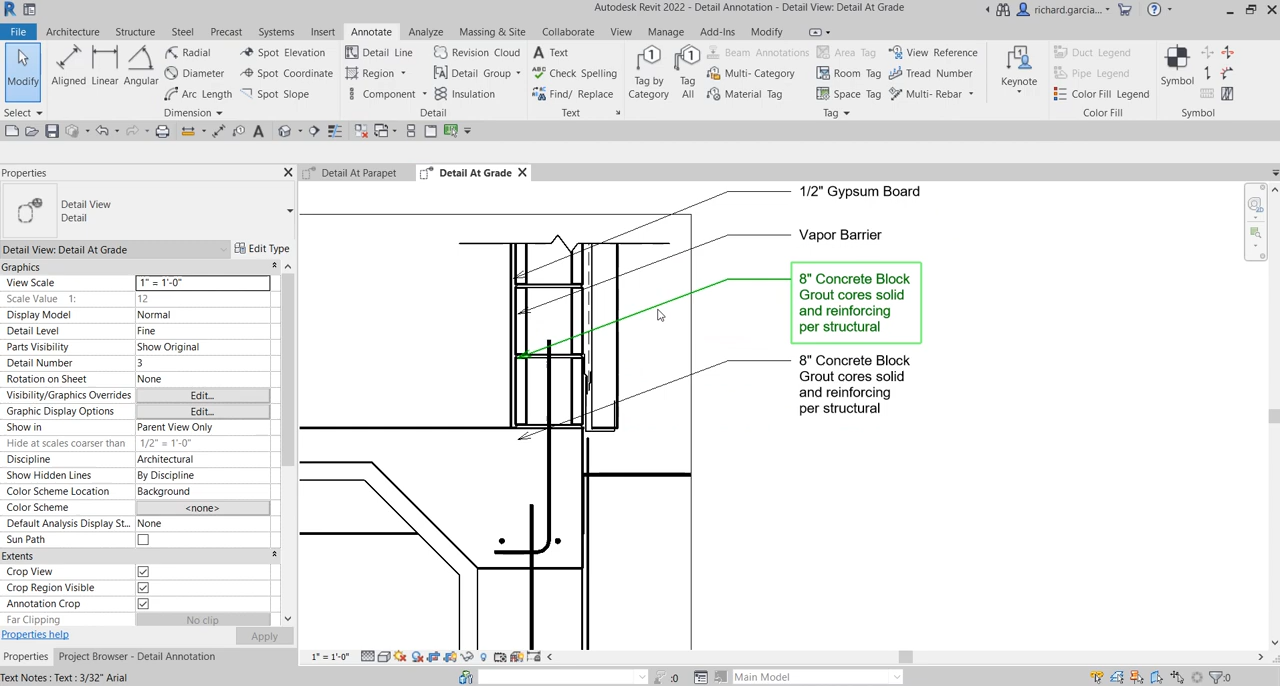 Autodesk Revit 2022 - Detail Annotation - Detail View: Detail At Grade
richard.garcia...
File Architecture Structure Steel Precast Systems Insert Annotate Analyze Massing & Site Collaborate View Manage Add-Ins Modify
Modify
Select
Aligned Linear Angular
Radial
Diameter
Arc Length
Spot Elevation
Spot Coordinate
Spot Slope
Dimension
Detail Line
Region
Component
Revision Cloud
Detail Group
Insulation
Detail
Text
Check Spelling
Find/ Replace
Text
Tag by
Category
Tag
All
Beam Annotations
Multi- Category
Material Tag
Area Tag
Room Tag
Space Tag
View Reference
Tread Number
Multi- Rebar
Tag
Keynote
Duct Legend
Pipe Legend
Color Fill Legend
Color Fill
Symbol
Symbol
Properties
Detail At Parapet
Detail At Grade
Detail View
Detail
Detail View: Detail At Grade
Edit Type
Graphics
View Scale 1" = 1'-0"
Scale Value 1: 12
Display Model Normal
Detail Level Fine
Parts Visibility Show Original
Detail Number 3
Rotation on Sheet None
Visibility/Graphics Overrides Edit...
Graphic Display Options Edit...
Show in Parent View Only
Hide at scales coarser than 1/2" = 1'-0"
Discipline Architectural
Show Hidden Lines By Discipline
Color Scheme Location Background
Color Scheme <none>
Default Analysis Display St... None
Sun Path
Extents
Crop View
Crop Region Visible
Annotation Crop
Far Clipping No clip
Properties help
Apply
Properties Project Browser - Detail Annotation
1/2" Gypsum Board
Vapor Barrier
8" Concrete Block
Grout cores solid
and reinforcing
per structural
8" Concrete Block
Grout cores solid
and reinforcing
per structural
1" = 1'-0"
Text Notes : Text : 3/32" Arial
:0
Main Model
:0